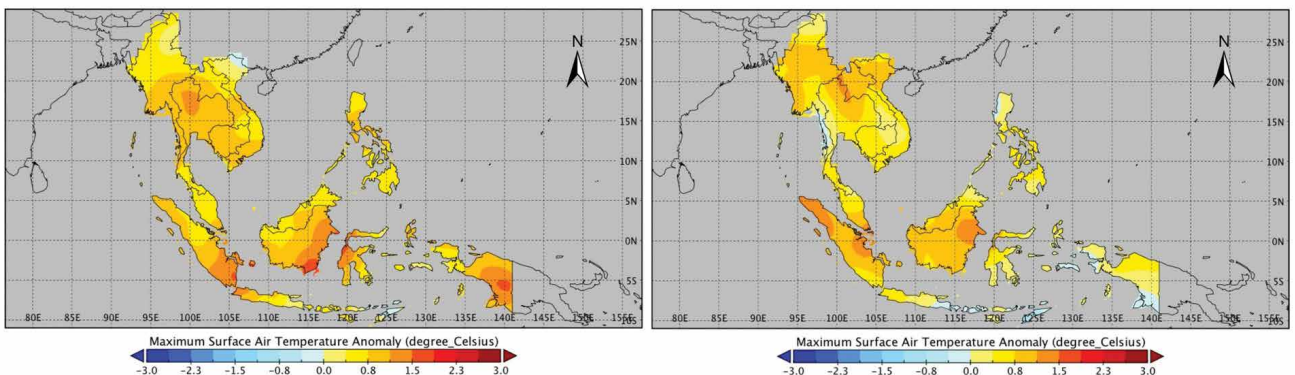 N
25N
20N
15N
10N
5N
0N
5S
10S
80E 85E 90E 95E 100E 105E 110E 115E 120E 125E 130E 135E 140E 145E 150E 155E
Maximum Surface Air Temperature Anomaly (degree_Celsius)
-3.0 -2.3 -1.5 -0.8 0.0 0.8 1.5 2.3 3.0
N
25N
20N
15N
10N
5N
0N
5S
10S
80E 85E 90E 95E 100E 105E 110E 115E 120E 125E 130E 135E 140E 145E 150E 155E
Maximum Surface Air Temperature Anomaly (degree_Celsius)
-3.0 -2.3 -1.5 -0.8 0.0 0.8 1.5 2.3 3.0